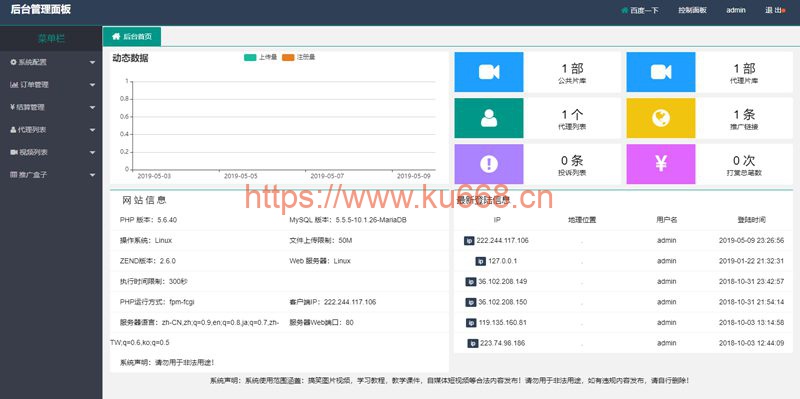 后台管理面板
百度一下 控制面板 admin 退 出
菜单栏
后台首页
系统配置
订单管理
结算管理
代理列表
视频列表
推广盒子
动态数据
上传量 注册量
1
0.8
0.6
0.4
0.2
0
2019-05-03 2019-05-05 2019-05-07 2019-05-09
1 部
公共片库
1 部
代理片库
1 个
代理列表
1 条
推广链接
0 条
投诉列表
0 次
打赏总笔数
https://www.ku668.cn
网站信息
PHP 版本：5.6.40 MySQL 版本：5.5.5-10.1.26-MariaDB
操作系统：Linux 文件上传限制：50M
ZEND版本：2.6.0 Web 服务器：Linux
执行时间限制：300秒
PHP运行方式：fpm-fcgi 客户端IP：222.244.117.106
服务器语言：zh-CN,zh;q=0.9,en;q=0.8,ja;q=0.7,zh- 服务器Web端口：80
TW;q=0.6,ko;q=0.5
系统声明：请勿用于非法用途！
最新登陆信息
IP 地理位置 用户名 登陆时间
ip 222.244.117.106 . admin 2019-05-09 23:26:56
ip 127.0.0.1 . admin 2019-01-22 21:32:31
ip 36.102.208.149 . admin 2018-10-31 23:42:57
ip 36.102.208.150 . admin 2018-10-31 21:54:14
ip 119.135.160.81 . admin 2018-10-03 13:14:58
ip 223.74.98.186 . admin 2018-10-03 12:44:09
系统声明：系统使用范围涵盖：搞笑图片视频，学习教程，教学课件，自媒体短视频等合法内容发布！请勿用于非法用途，如有违规内容发布，请自行删除！